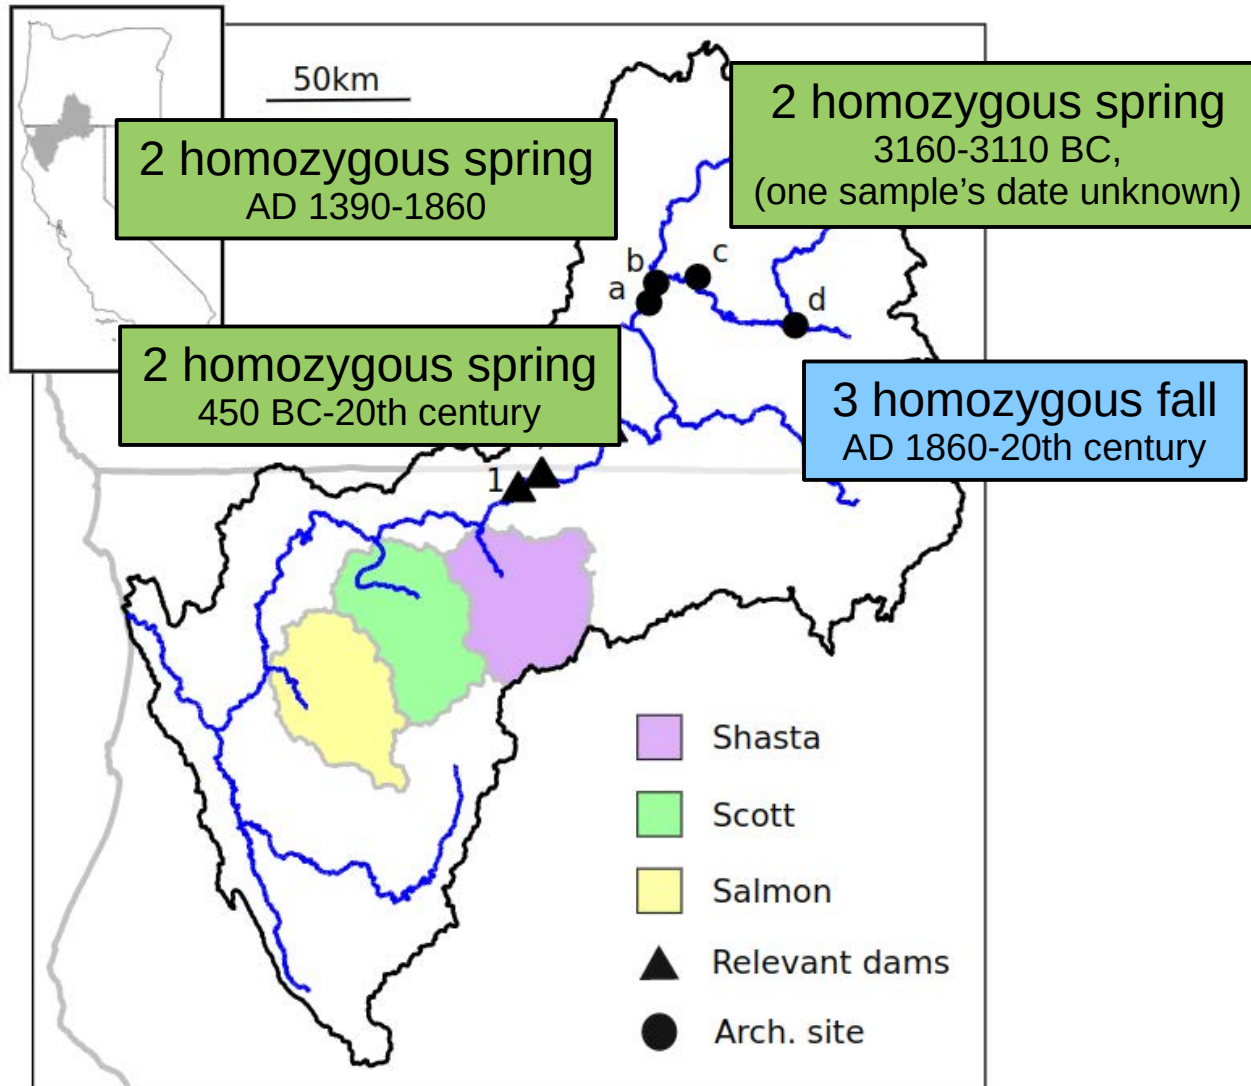 50km
2 homozygous spring
AD 1390-1860
2 homozygous spring
3160-3110 BC,
(one sample’s date unknown)
b
c
a
d
2 homozygous spring
450 BC-20th century
3 homozygous fall
AD 1860-20th century
1
Shasta
Scott
Salmon
Relevant dams
Arch. site